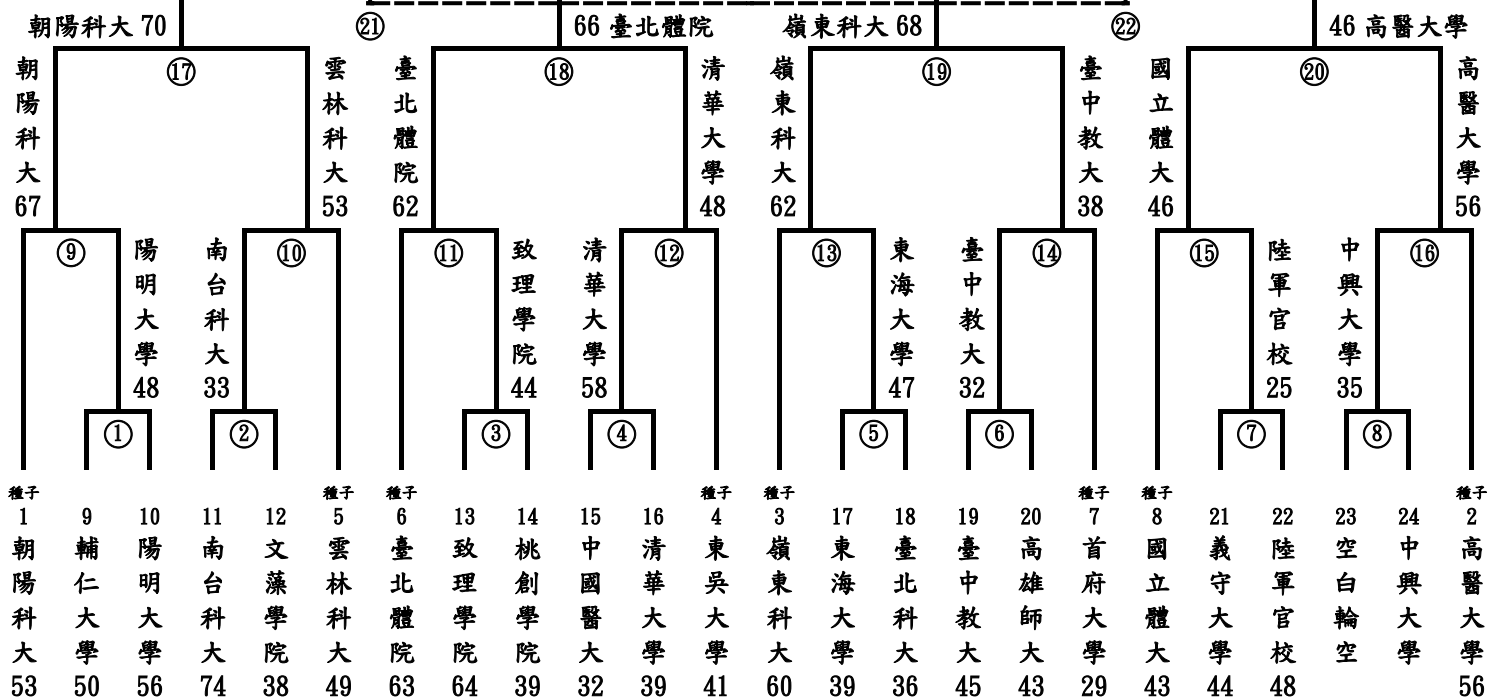 朝陽科大 70
㉑
66 臺北體院
嶺東科大 68
㉒
46 高醫大學
朝陽科大 67
⑰
雲林科大 53
臺北體院 62
⑱
清華大學 48
嶺東科大 62
⑲
臺中教大 38
國立體大 46
⑳
高醫大學 56
⑨
陽明大學 48
南台科大 33
⑩
⑪
致理學院 44
清華大學 58
⑫
⑬
東海大學 47
臺中教大 32
⑭
⑮
陸軍官校 25
中興大學 35
⑯
①
②
③
④
⑤
⑥
⑦
⑧
種子 1 朝陽科大 53
9 輔仁大學 50
10 陽明大學 56
11 南台科大 74
12 文藻學院 38
種子 5 雲林科大 49
種子 6 臺北體院 63
13 致理學院 64
14 桃創學院 39
15 中國醫大 32
16 清華大學 39
種子 4 東吳大學 41
種子 3 嶺東科大 60
17 東海大學 39
18 臺北科大 36
19 臺中教大 45
20 高雄師大 43
種子 7 首府大學 29
種子 8 國立體大 43
21 義守大學 44
22 陸軍官校 48
23 空白輪空
24 中興大學
種子 2 高醫大學 56